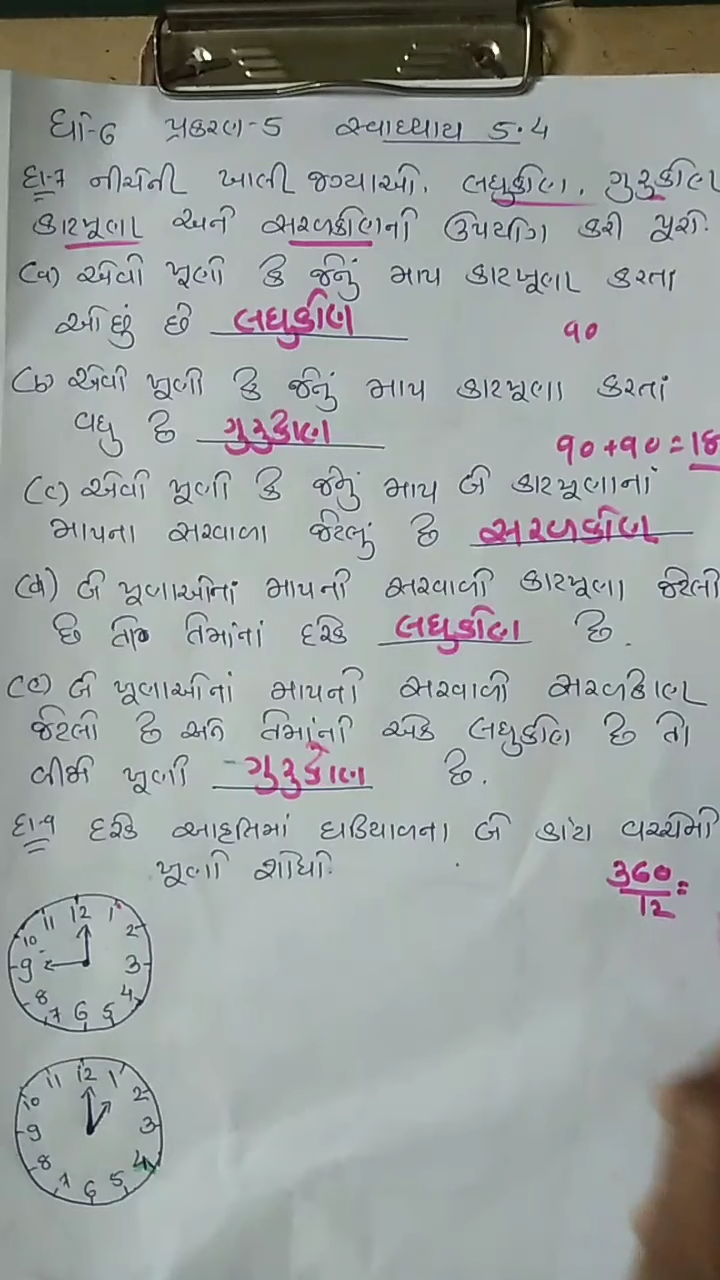 ધો-6 પ્રકરણ-5 સ્વાધ્યાય 5.4
દા-7 નીચેની ખાલી જગ્યાઓ. લઘુકોણ, ગુરુકોણ
કાટખૂણા અને સરળકોણની ઉપયોગ કરી પૂરો.
(a) એવો ખૂણો કે જેનું માપ કાટખૂણા કરતા
ઓછું છે લઘુકોણ
૧૦
(b) એવો ખૂણો કે જેનું માપ કાટખૂણા કરતાં
વધુ છે ગુરુકોણ
૧૦+૧૦=18
(c) એવો ખૂણો કે જેનું માપ બે કાટખૂણાનાં
માપના સરવાળા જેટલું છે સરળકોણ
(d) બે ખૂણાઓનાં માપનો સરવાળો કાટખૂણા જેટલો
છે તો તેમાંનાં દરેક લઘુકોણ છે.
(e) બે ખૂણાઓનાં માપનો સરવાળો સરળકોણ
જેટલો છે અને તેમાંનો એક લઘુકોણ છે તો
બીજો ખૂણો ગુરુકોણ છે.
દા-૧ દરેક આકૃતિમાં ઘડિયાળના બે કાંટા વચ્ચેનો
ખૂણો શોધો.
360/12=
12 1 2 3 4 5 6 7 8 9 10 11
12 1 2 3 4 5 6 7 8 9 10 11